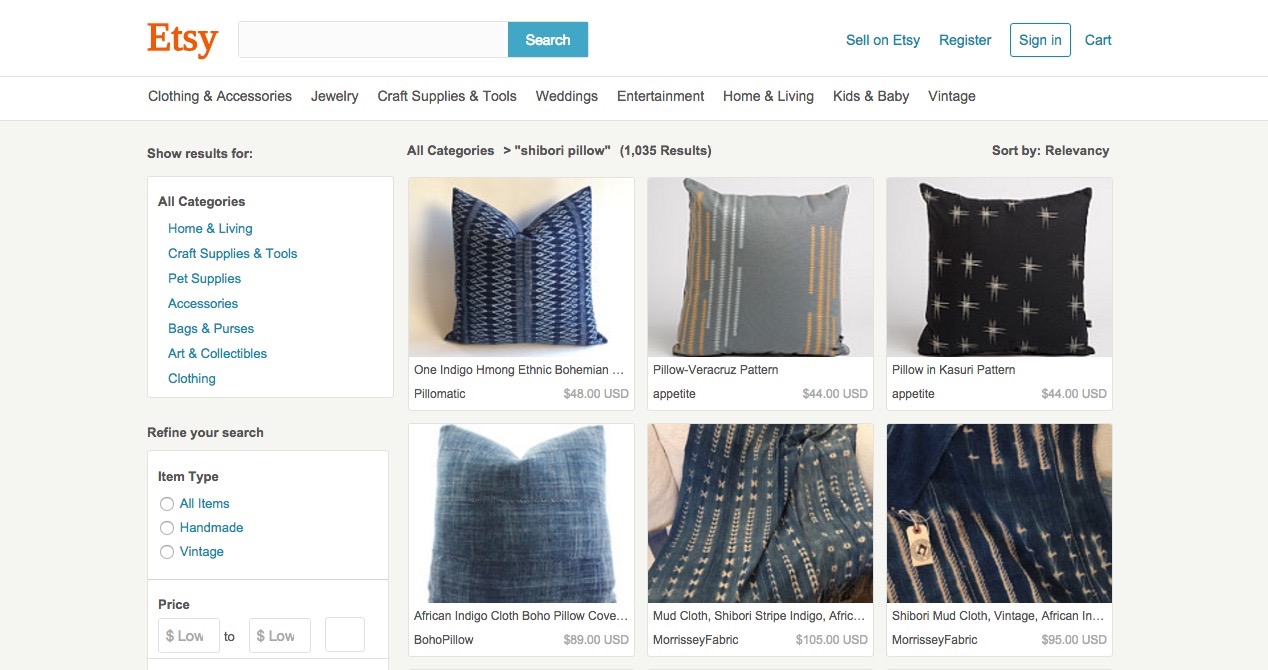 Etsy
Search
Sell on Etsy Register Sign in Cart
Clothing & Accessories Jewelry Craft Supplies & Tools Weddings Entertainment Home & Living Kids & Baby Vintage
Show results for:
All Categories
Home & Living
Craft Supplies & Tools
Pet Supplies
Accessories
Bags & Purses
Art & Collectibles
Clothing
Refine your search
Item Type
All Items
Handmade
Vintage
Price
$ Low to $ Low
All Categories > "shibori pillow" (1,035 Results)
Sort by: Relevancy
One Indigo Hmong Ethnic Bohemian ...
Pillomatic $48.00 USD
Pillow-Veracruz Pattern
appetite $44.00 USD
Pillow in Kasuri Pattern
appetite $44.00 USD
African Indigo Cloth Boho Pillow Cove...
BohoPillow $89.00 USD
Mud Cloth, Shibori Stripe Indigo, Afric...
MorrisseyFabric $105.00 USD
Shibori Mud Cloth, Vintage, African In...
MorrisseyFabric $95.00 USD